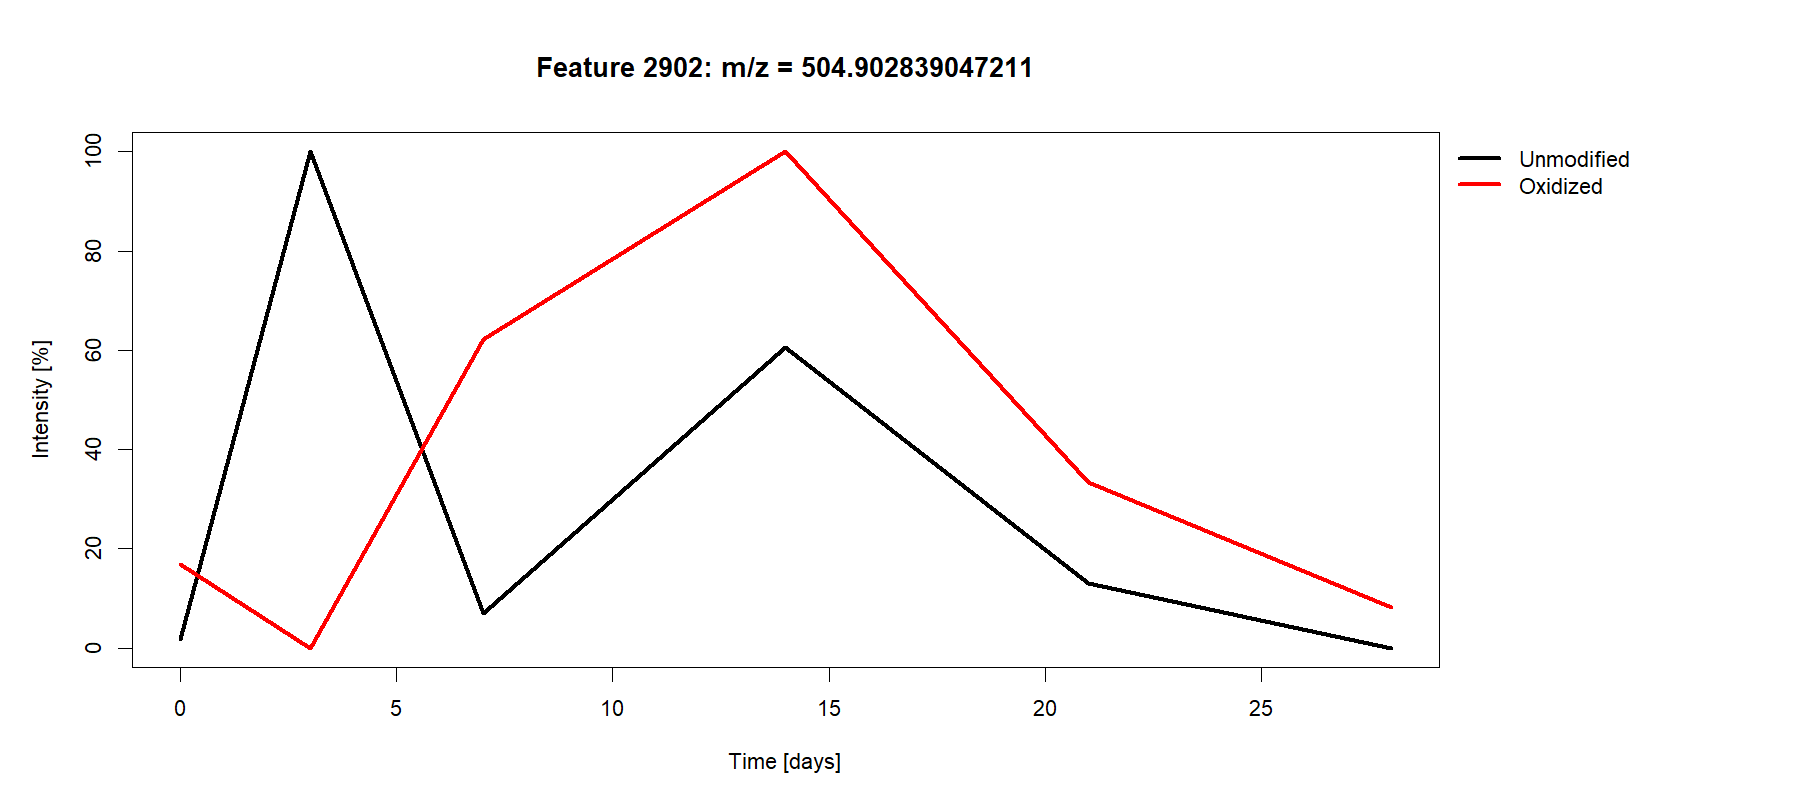 Feature 2902: m/z = 504.902839047211
Unmodified
Oxidized
Intensity [%]
100
80
60
40
20
0
0 5 10 15 20 25
Time [days]